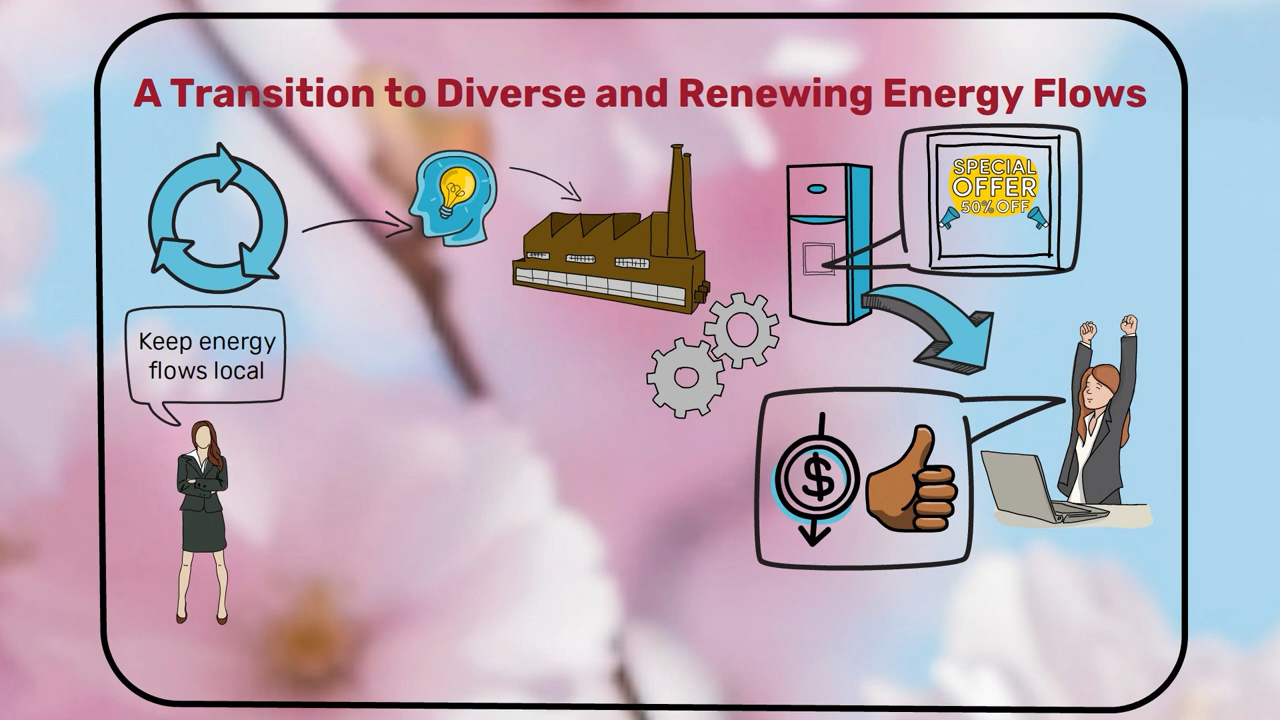 A Transition to Diverse and Renewing Energy Flows
SPECIAL
OFFER
50% OFF
Keep energy
flows local
$